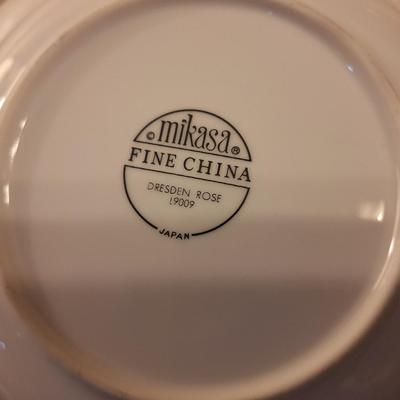 © mikasa ®
FINE CHINA
DRESDEN ROSE
L9009
JAPAN